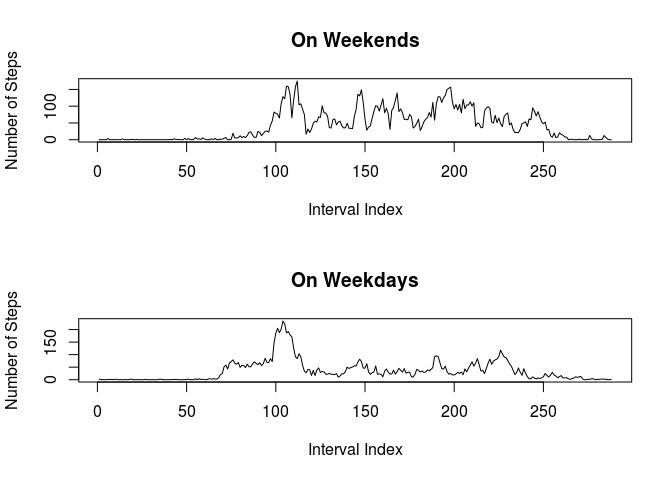 On Weekends
Number of Steps
0 100
0 50 100 150 200 250
Interval Index
On Weekdays
Number of Steps
0 150
0 50 100 150 200 250
Interval Index